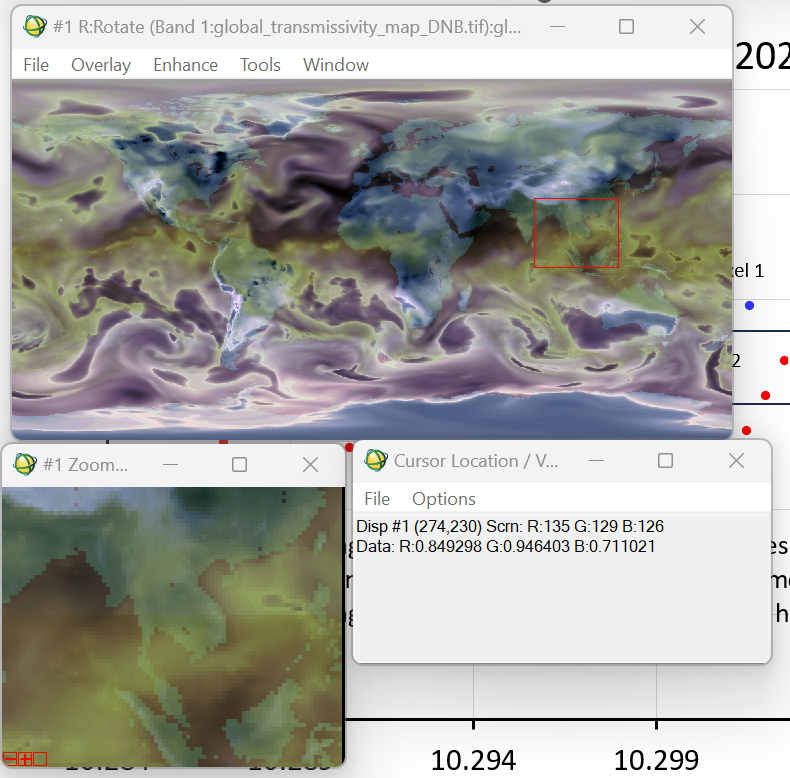 #1 R:Rotate (Band 1:global_transmissivity_map_DNB.tif):gl...
File Overlay Enhance Tools Window
202
cel 1
2
#1 Zoom...
Cursor Location / V...
File Options
Disp #1 (274,230) Scrn: R:135 G:129 B:126
Data: R:0.849298 G:0.946403 B:0.711021
10.294 10.299